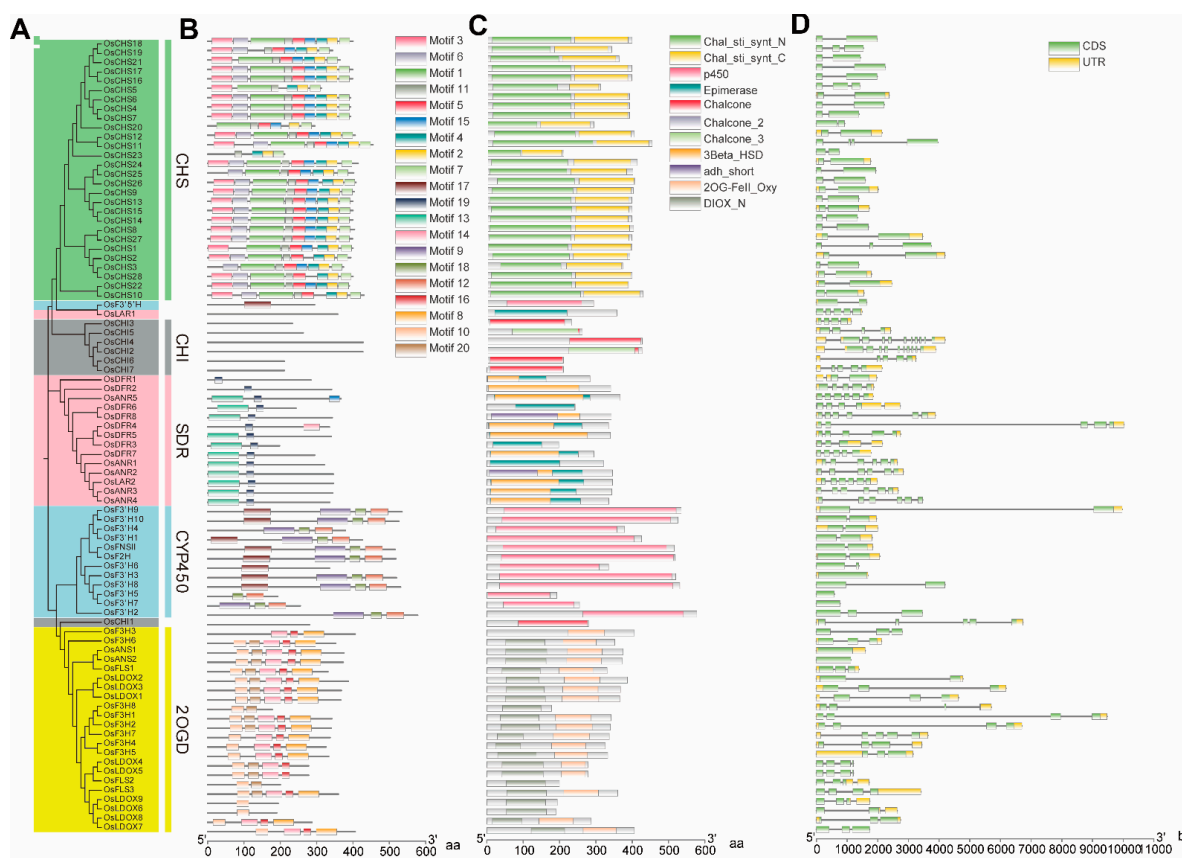 A
B
C
D
OsCHS18
OsCHS19
OsCHS21
OsCHS17
OsCHS16
OsCHS5
OsCHS6
OsCHS4
OsCHS7
OsCHS20
OsCHS12
OsCHS11
OsCHS23
OsCHS24
OsCHS25
OsCHS26
OsCHS9
OsCHS13
OsCHS15
OsCHS14
OsCHS8
OsCHS27
OsCHS1
OsCHS2
OsCHS3
OsCHS28
OsCHS22
OsCHS10
OsF3'5'H
OsLAR1
OsCHI3
OsCHI5
OsCHI4
OsCHI2
OsCHI6
OsCHI7
OsDFR1
OsDFR2
OsANR5
OsDFR6
OsDFR8
OsDFR4
OsDFR5
OsDFR3
OsDFR7
OsANR1
OsANR2
OsLAR2
OsANR3
OsANR4
OsF3'H9
OsF3'H10
OsF3'H4
OsF3'H1
OsFNSII
OsF2H
OsF3'H6
OsF3'H3
OsF3'H8
OsF3'H5
OsF3'H7
OsF3'H2
OsCHI1
OsF3H3
OsF3H6
OsANS1
OsANS2
OsFLS1
OsLDOX2
OsLDOX3
OsLDOX1
OsF3H8
OsF3H1
OsF3H2
OsF3H7
OsF3H4
OsF3H5
OsLDOX4
OsLDOX5
OsFLS2
OsFLS3
OsLDOX9
OsLDOX6
OsLDOX8
OsLDOX7
CHS
CHI
SDR
CYP450
2OGD
Motif 3
Motif 6
Motif 1
Motif 11
Motif 5
Motif 15
Motif 4
Motif 2
Motif 7
Motif 17
Motif 19
Motif 13
Motif 14
Motif 9
Motif 18
Motif 12
Motif 16
Motif 8
Motif 10
Motif 20
5' 3'
0 100 200 300 400 500 600 aa
Chal_sti_synt_N
Chal_sti_synt_C
p450
Epimerase
Chalcone
Chalcone_2
Chalcone_3
3Beta_HSD
adh_short
2OG-FeII_Oxy
DIOX_N
5' 3'
0 100 200 300 400 500 600
aa
CDS
UTR
5' 3'
0 1000 2000 3000 4000 5000 6000 7000 8000 9000 10000 11000 b